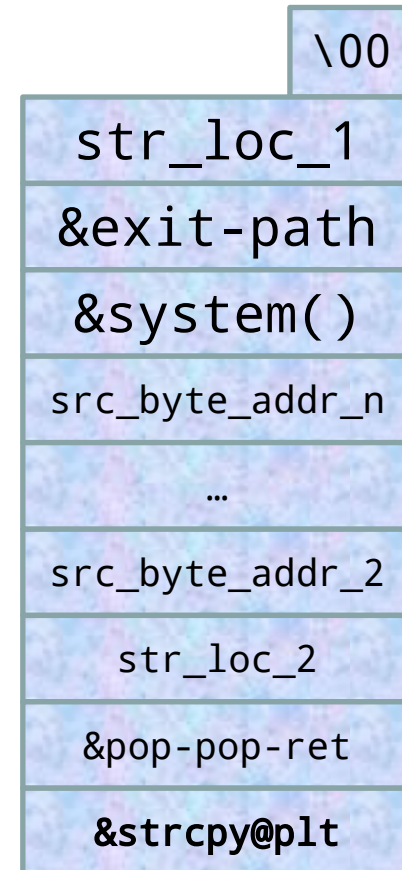 \00
str_loc_1
&exit-path
&system()
src_byte_addr_n
…
src_byte_addr_2
str_loc_2
&pop-pop-ret
&strcpy@plt